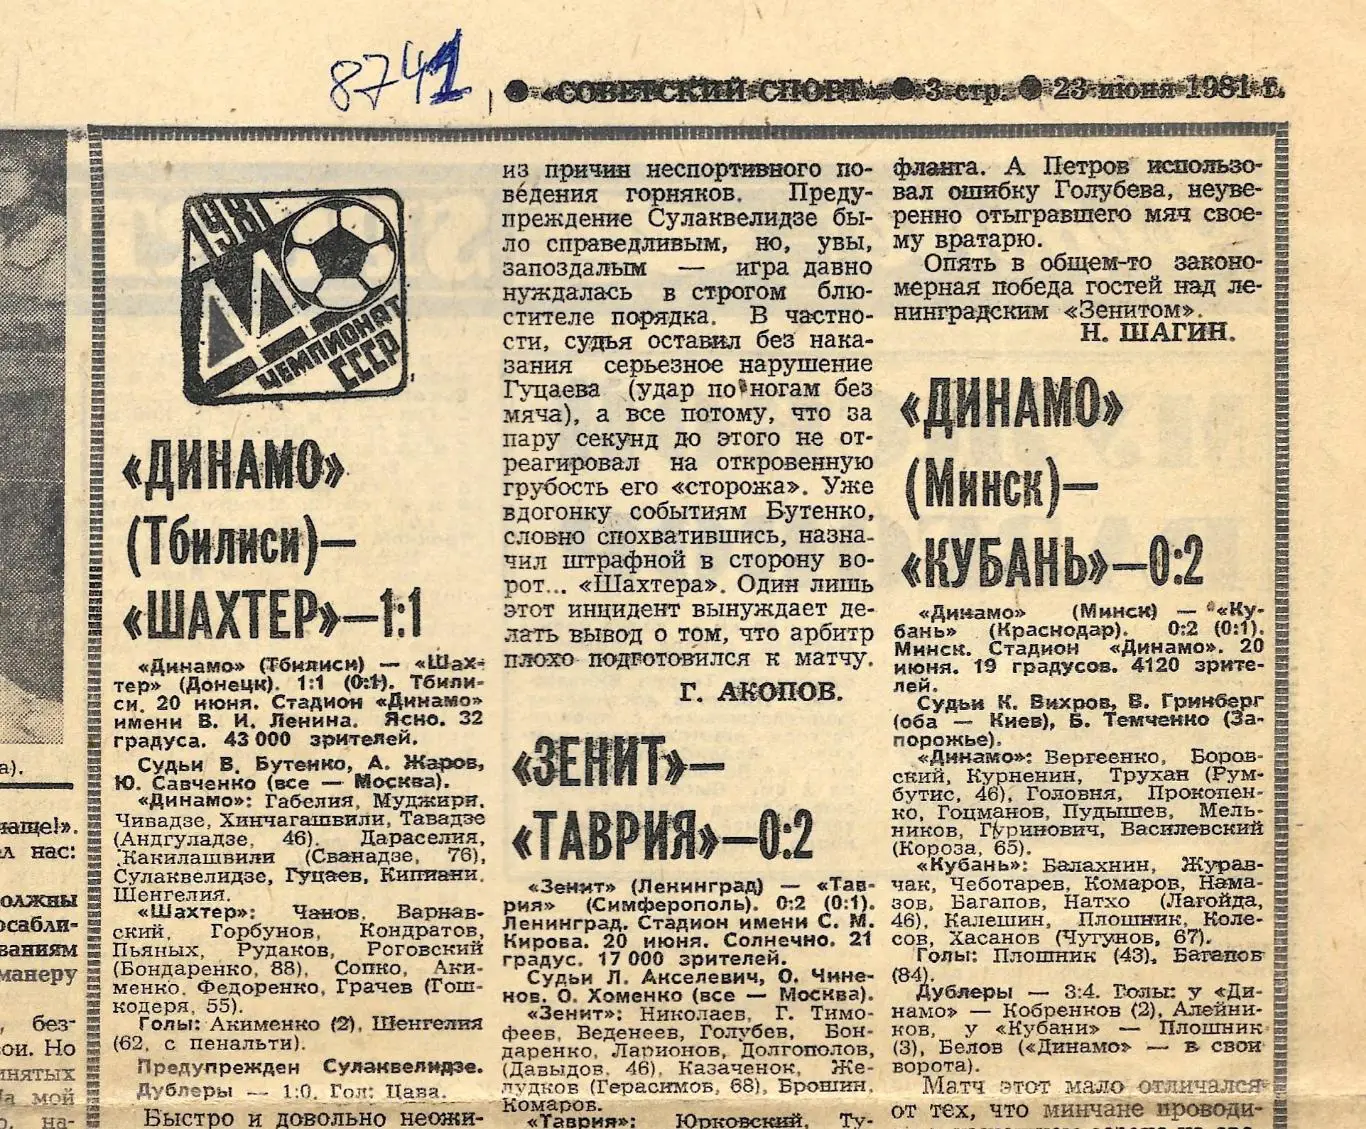 8741
● «СОВЕТСКИЙ СПОРТ» ● 3 стр. ● 23 июня 1981 г.
1981
ЧЕМПИОНАТ
СССР
«ДИНАМО»
(Тбилиси)—
«ШАХТЕР»—1:1
«Динамо» (Тбилиси) — «Шах-
тер» (Донецк). 1:1 (0:1). Тбили-
си. 20 июня. Стадион «Динамо»
имени В. И. Ленина. Ясно. 32
градуса. 43 000 зрителей.
Судьи В. Бутенко, А. Жаров,
Ю. Савченко (все — Москва).
«Динамо»: Габелия, Муджири,
Чивадзе, Хинчагашвили, Тавадзе
(Андгуладзе, 46). Дараселия,
Какилашвили (Сванадзе, 76),
Сулаквелидзе, Гуцаев, Кипиани,
Шенгелия.
«Шахтер»: Чанов, Варнав-
ский, Горбунов, Кондратов,
Пьяных, Рудаков, Роговский
(Бондаренко, 88), Сопко, Аки-
менко, Федоренко, Грачев (Гош-
кодеря, 55).
Голы: Акименко (2), Шенгелия
(62, с пенальти).
Предупрежден Сулаквелидзе.
Дублеры — 1:0. Гол: Цава.
Быстро и довольно неожи-
из причин неспортивного по-
ведения горняков. Преду-
преждение Сулаквелидзе бы-
ло справедливым, но, увы,
запоздалым — игра давно
нуждалась в строгом блю-
стителе порядка. В частно-
сти, судья оставил без нака-
зания серьезное нарушение
Гуцаева (удар по ногам без
мяча), а все потому, что за
пару секунд до этого не от-
реагировал на откровенную
грубость его «сторожа». Уже
вдогонку событиям Бутенко,
словно спохватившись, назна-
чил штрафной в сторону во-
рот... «Шахтера». Один лишь
этот инцидент вынуждает де-
лать вывод о том, что арбитр
плохо подготовился к матчу.
Г. АКОПОВ.
«ЗЕНИТ»—
«ТАВРИЯ»—0:2
«Зенит» (Ленинград) — «Тав-
рия» (Симферополь). 0:2 (0:1).
Ленинград. Стадион имени С. М.
Кирова. 20 июня. Солнечно. 21
градус. 17 000 зрителей.
Судьи Л. Акселевич, О. Чине-
нов, О. Хоменко (все — Москва).
«Зенит»: Николаев, Г. Тимо-
феев, Веденеев, Голубев, Бон-
даренко, Ларионов, Долгополов,
(Давыдов, 46), Казаченок, Же-
лудков (Герасимов, 68), Брошин,
Комаров.
«Таврия»: Юрковский, Ту-
фланга. А Петров использо-
вал ошибку Голубева, неуве-
ренно отыгравшего мяч свое-
му вратарю.
Опять в общем-то законо-
мерная победа гостей над ле-
нинградским «Зенитом».
Н. ШАГИН.
«ДИНАМО»
(Минск)—
«КУБАНЬ»—0:2
«Динамо» (Минск) — «Ку-
бань» (Краснодар). 0:2 (0:1).
Минск. Стадион «Динамо». 20
июня. 19 градусов. 4120 зрите-
лей.
Судьи К. Вихров, В. Гринберг
(оба — Киев), Б. Темченко (За-
порожье).
«Динамо»: Вергеенко, Боров-
ский, Курненин, Трухан (Рум-
бутис, 46), Головня, Прокопен-
ко, Гоцманов, Пудышев, Мель-
ников, Гуринович, Василевский
(Короза, 65).
«Кубань»: Балахнин, Журав-
чак, Чеботарев, Комаров, Нама-
зов, Багапов, Натхо (Лагойда,
46), Калешин, Плошник, Коле-
сов, Хасанов (Чугунов, 67).
Голы: Плошник (43), Багапов
(84).
Дублеры — 3:4. Голы: у «Ди-
намо» — Кобренков (2), Алейни-
ков, у «Кубани» — Плошник
(3), Белов («Динамо» — в свои
ворота).
Матч этот мало отличался
от тех, что минчане проводи-
а).
чаще!».
л нас:
олжны
осабли-
ваниям
манеру
, без-
ои. Но
инятых
а мой
о, на-